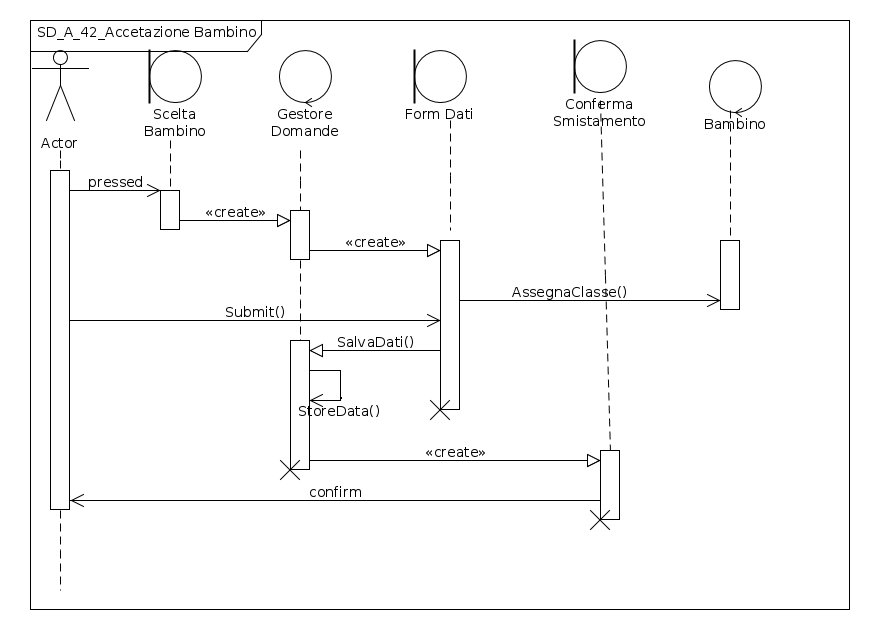 SD_A_42_Accetazione Bambino
Actor
Scelta
Bambino
Gestore
Domande
Form Dati
Conferma
Smistamento
Bambino
pressed
«create»
«create»
AssegnaClasse()
Submit()
SalvaDati()
StoreData()
«create»
confirm